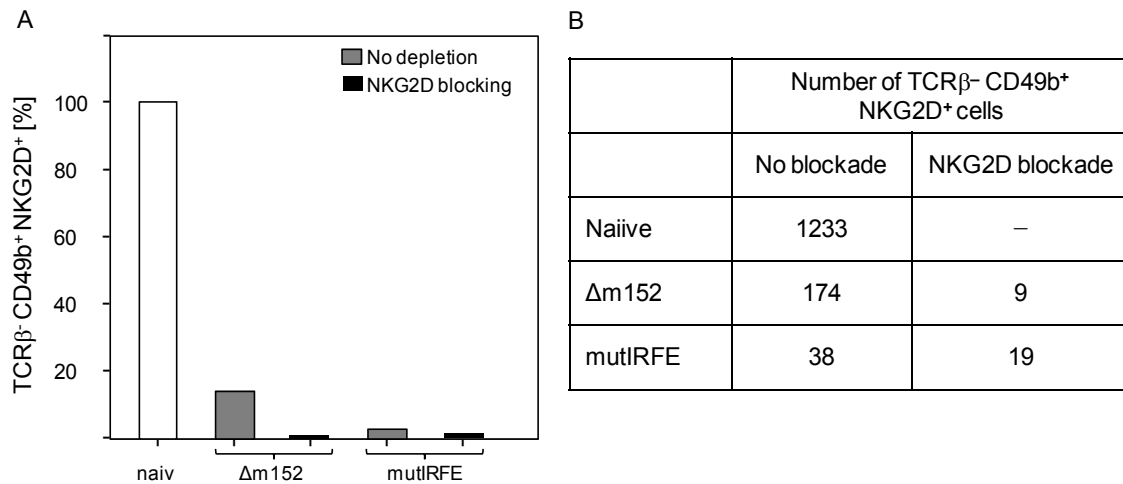 A
TCRβ- CD49b+ NKG2D+ [%]
100
80
60
40
20
No depletion
NKG2D blocking
naiv
Δm152
mutIRFE
B
Number of TCRβ– CD49b+
NKG2D+ cells
No blockade
NKG2D blockade
Naiive
1233
–
Δm152
174
9
mutIRFE
38
19